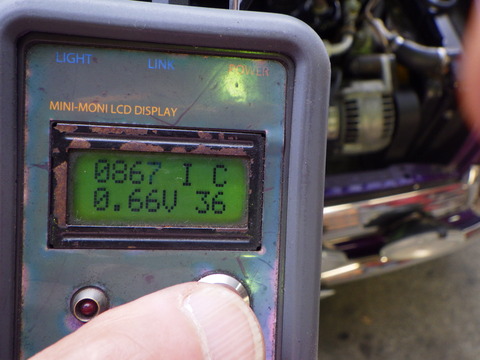 LIGHT LINK POWER
MINI-MONI LCD DISPLAY
0867 I C
0.66V 36